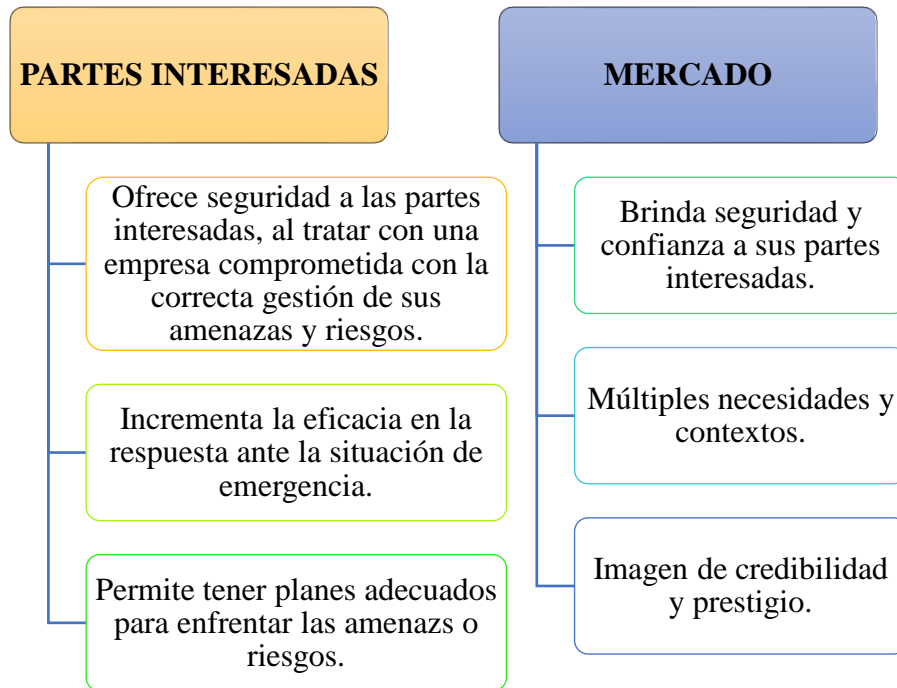 PARTES INTERESADAS
Ofrece seguridad a las partes
interesadas, al tratar con una
empresa comprometida con la
correcta gestión de sus
amenazas y riesgos.
Incrementa la eficacia en la
respuesta ante la situación de
emergencia.
Permite tener planes adecuados
para enfrentar las amenazs o
riesgos.
MERCADO
Brinda seguridad y
confianza a sus partes
interesadas.
Múltiples necesidades y
contextos.
Imagen de credibilidad
y prestigio.